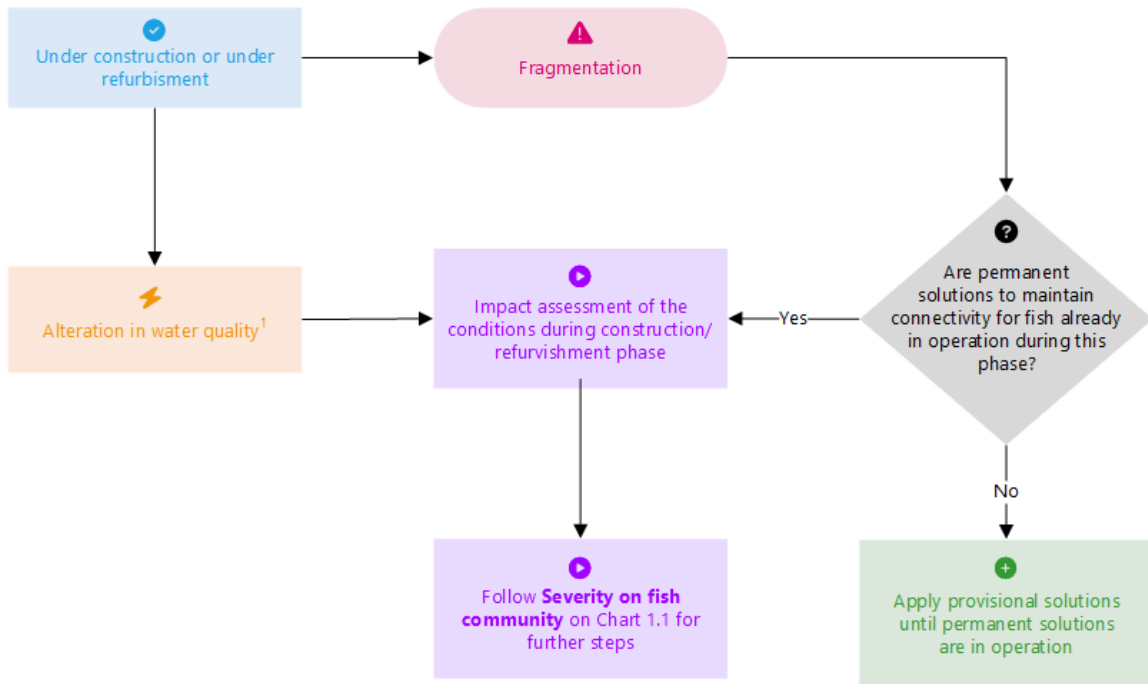 Under construction or under
refurbisment
Fragmentation
Alteration in water quality¹
Impact assessment of the
conditions during construction/
refurvishment phase
Yes
?
Are permanent
solutions to maintain
connectivity for fish already
in operation during this
phase?
No
Follow Severity on fish
community on Chart 1.1 for
further steps
Apply provisional solutions
until permanent solutions
are in operation